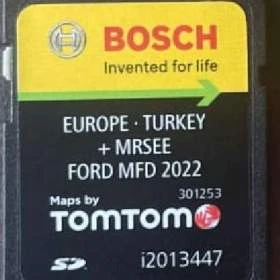 BOSCH
Invented for life
EUROPE · TURKEY
+ MRSEE
FORD MFD 2022
301253
Maps by
TOMTOM
SD
i2013447